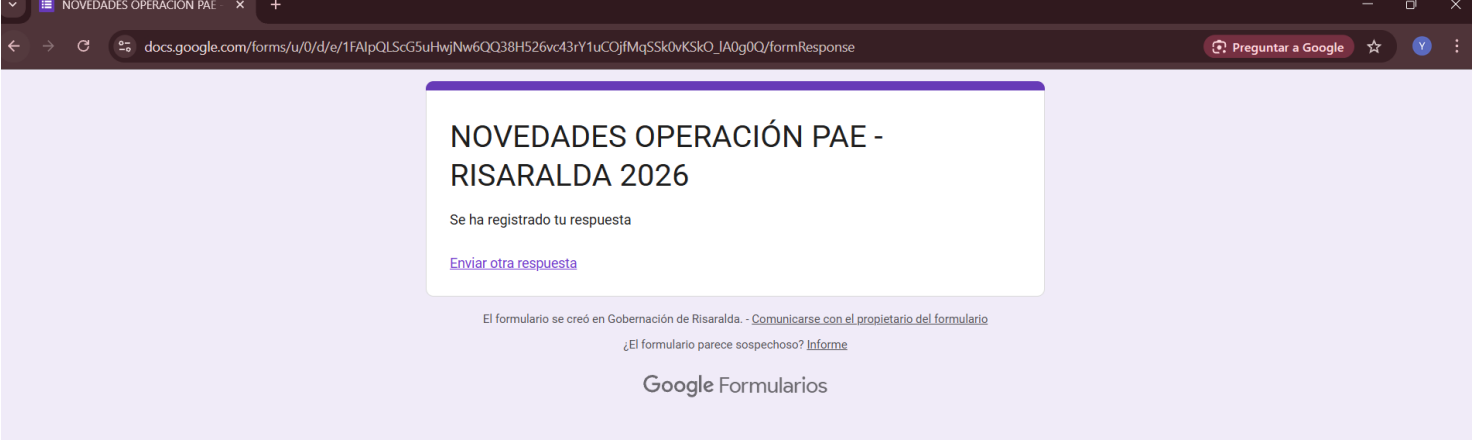 NOVEDADES OPERACIÓN PAE -
docs.google.com/forms/u/0/d/e/1FAIpQLScG5uHwjNw6QQ38H526vc43rY1uCOjfMqSSk0vKSkO_lA0g0Q/formResponse
Preguntar a Google
Y
NOVEDADES OPERACIÓN PAE -
RISARALDA 2026
Se ha registrado tu respuesta
Enviar otra respuesta
El formulario se creó en Gobernación de Risaralda. - Comunicarse con el propietario del formulario
¿El formulario parece sospechoso? Informe
Google Formularios